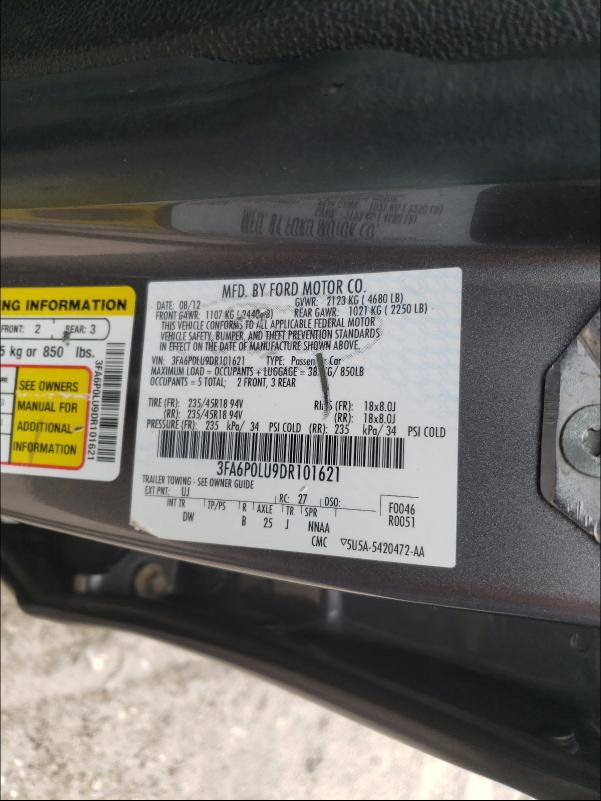 MFD. BY FORD MOTOR CO.
DATE: 08/12 GVWR: 2123 KG ( 4680 LB)
FRONT GAWR: 1107 KG ( 2440 LB) REAR GAWR: 1021 KG ( 2250 LB)
THIS VEHICLE CONFORMS TO ALL APPLICABLE FEDERAL MOTOR
VEHICLE SAFETY, BUMPER, AND THEFT PREVENTION STANDARDS
IN EFFECT ON THE DATE OF MANUFACTURE SHOWN ABOVE.
VIN: 3FA6P0LU9DR101621 TYPE: Passenger Car
MAXIMUM LOAD = OCCUPANTS + LUGGAGE = KG/850LB
OCCUPANTS = 5 TOTAL; 2 FRONT, 3 REAR
TIRE (FR): 235/45R18 94V RIMS (FR): 18x8.0J
(RR): 235/45R18 94V (RR): 18x8.0J
PRESSURE (FR): 235 kPa/ 34 PSI COLD (RR): 235 kPa/ 34 PSI COLD
3FA6P0LU9DR101621
TRAILER TOWING - SEE OWNER GUIDE
EXT PNT: UJ RC: 27 DSO: F0046
INT TR TP/PS R AXLE TR SPR R0051
DW B 25 J NNAA
CMC ▽5U5A-5420472-AA
NG INFORMATION
FRONT: 2 REAR: 3
5 kg or 850 lbs.
SEE OWNERS
MANUAL FOR
ADDITIONAL
INFORMATION
3FA6P0LU9DR101621